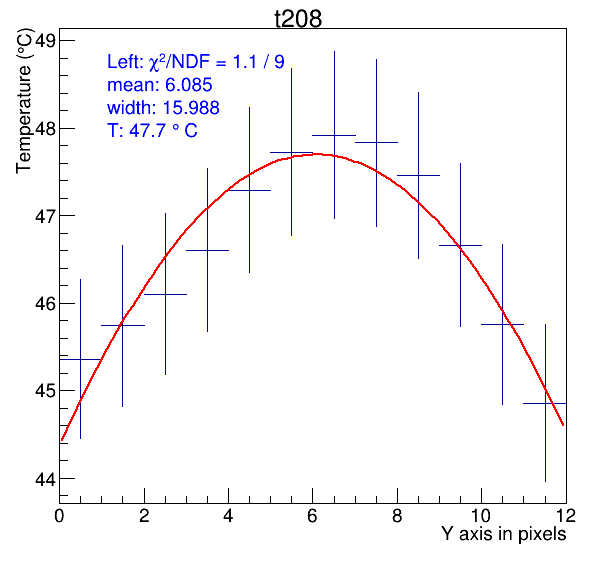 t208
Temperature (°C)
Left: χ²/NDF = 1.1 / 9
mean: 6.085
width: 15.988
T: 47.7 ° C
49
48
47
46
45
44
0 2 4 6 8 10 12
Y axis in pixels